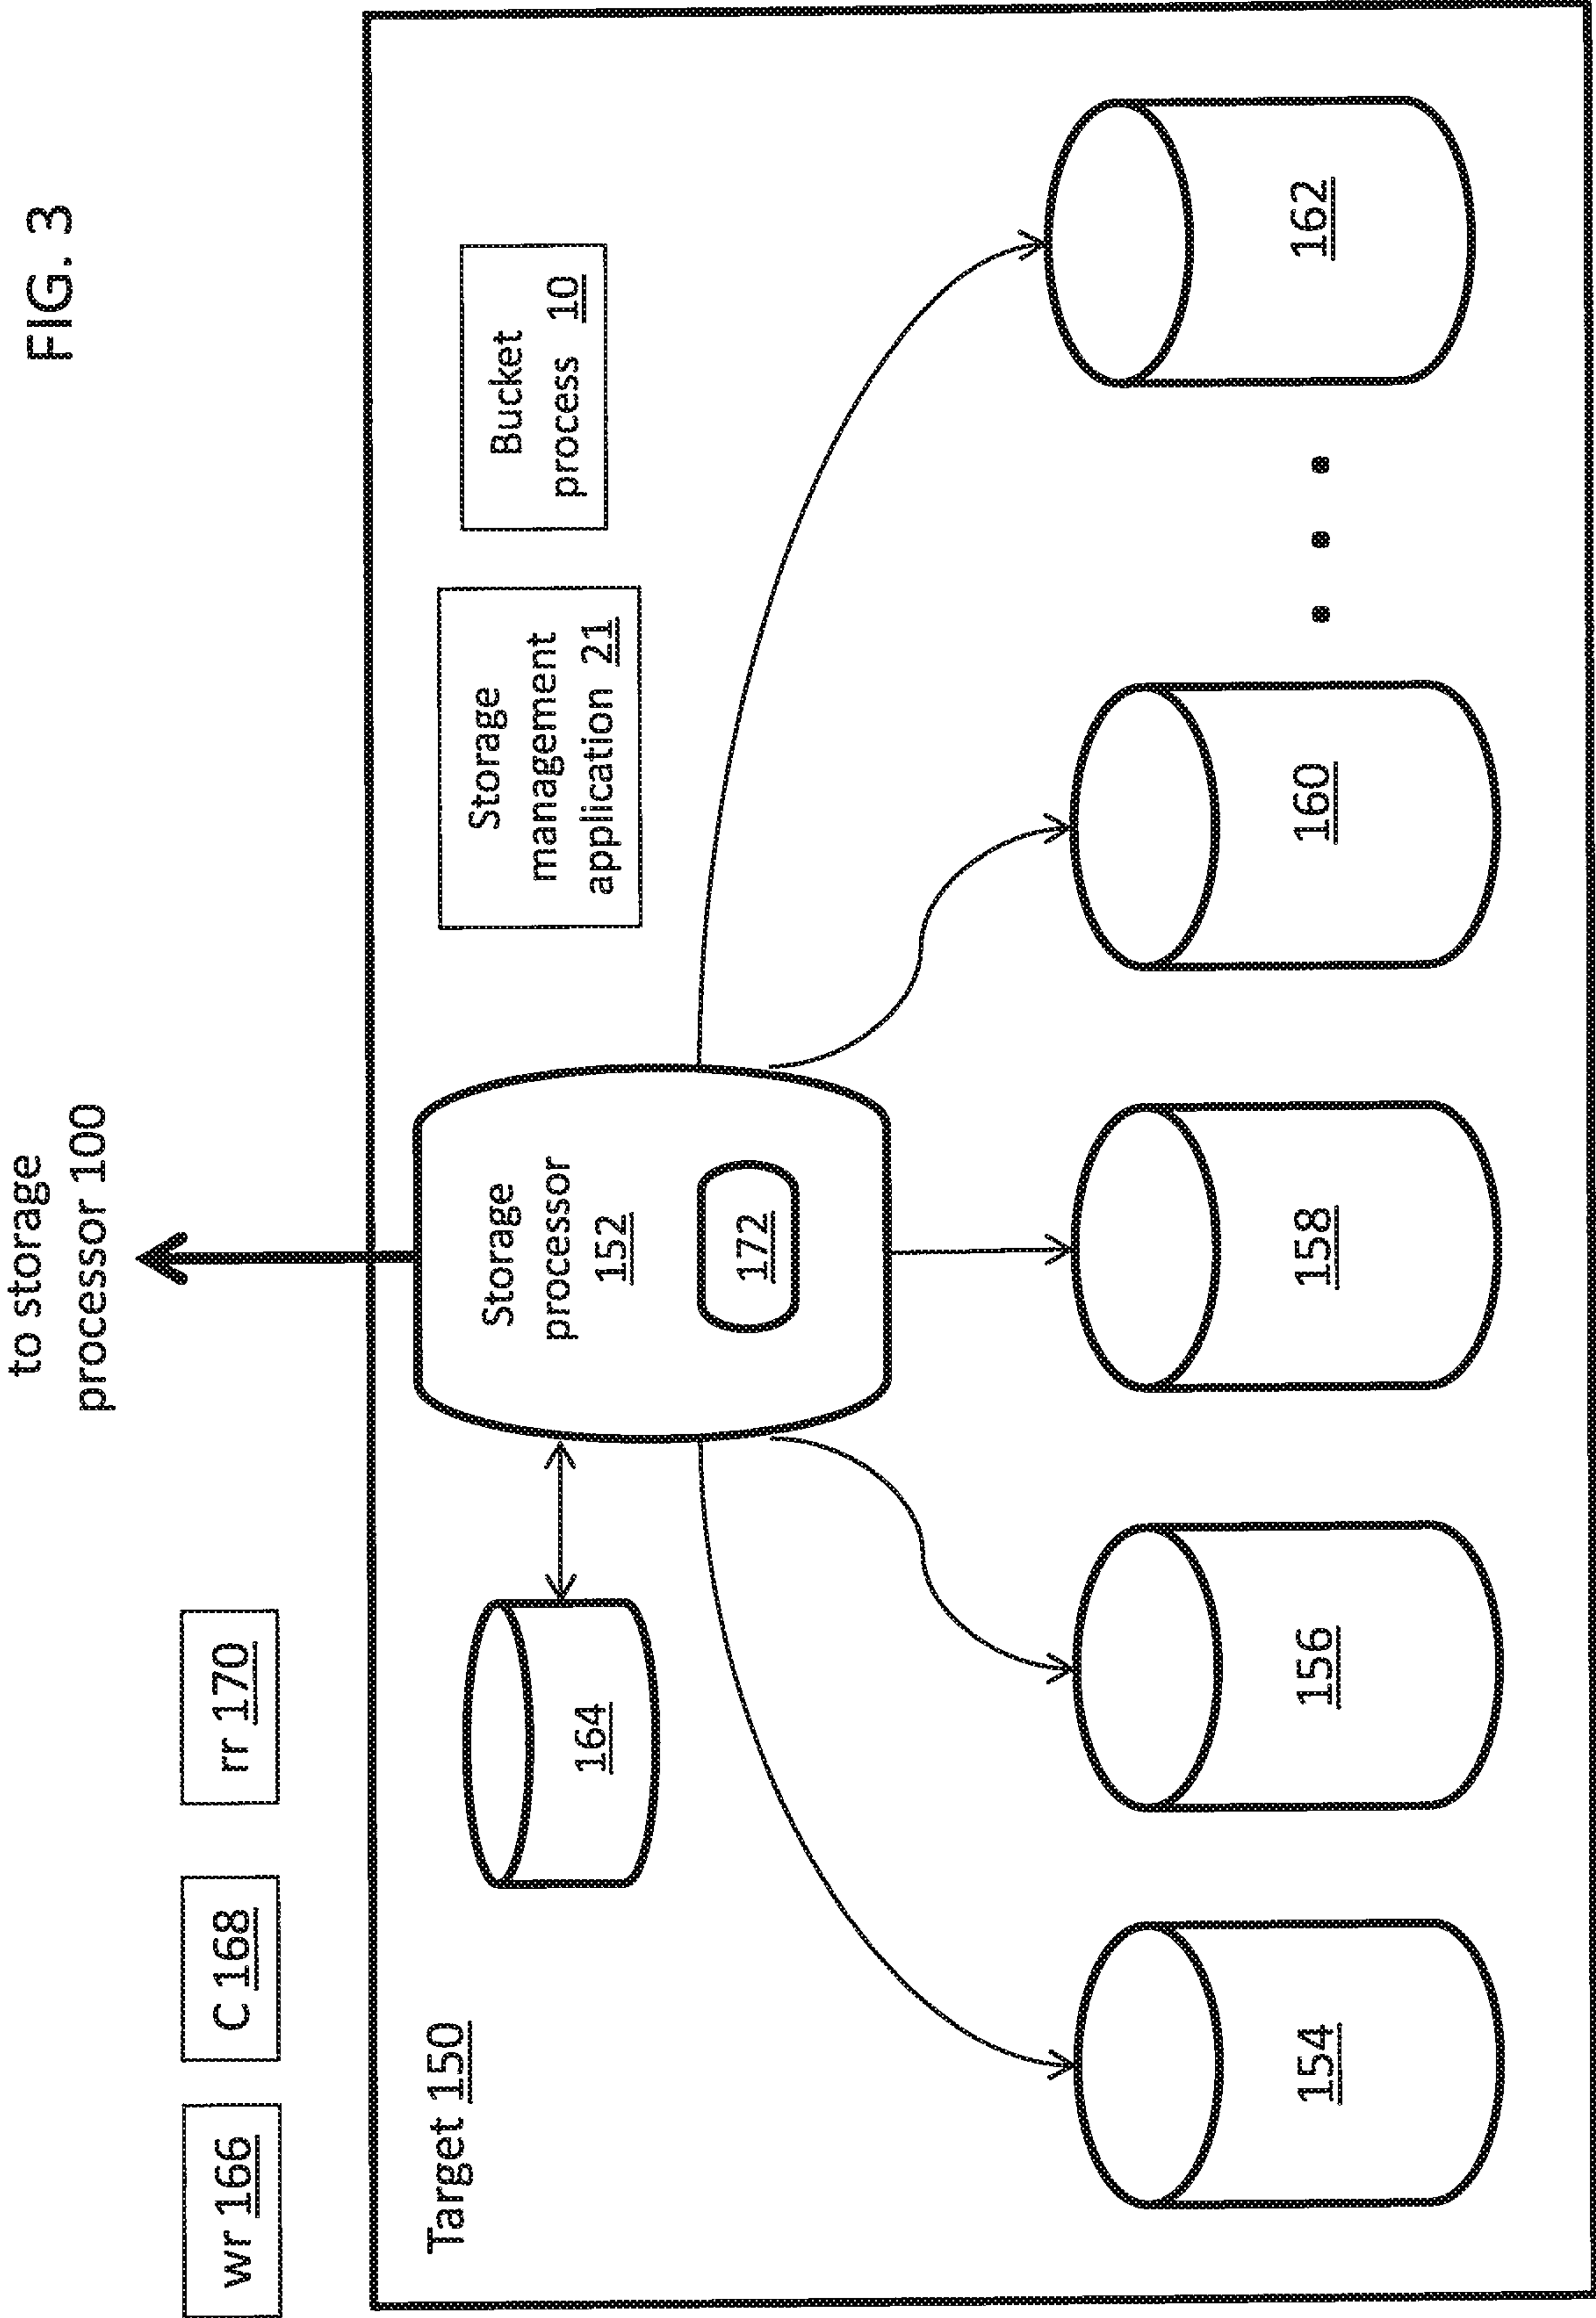 FIG. 3
to storage
processor 100
wr 166
C 168
rr 170
Target 150
164
Storage
processor
152
172
Storage
management
application 21
Bucket
process 10
154
156
158
160
162